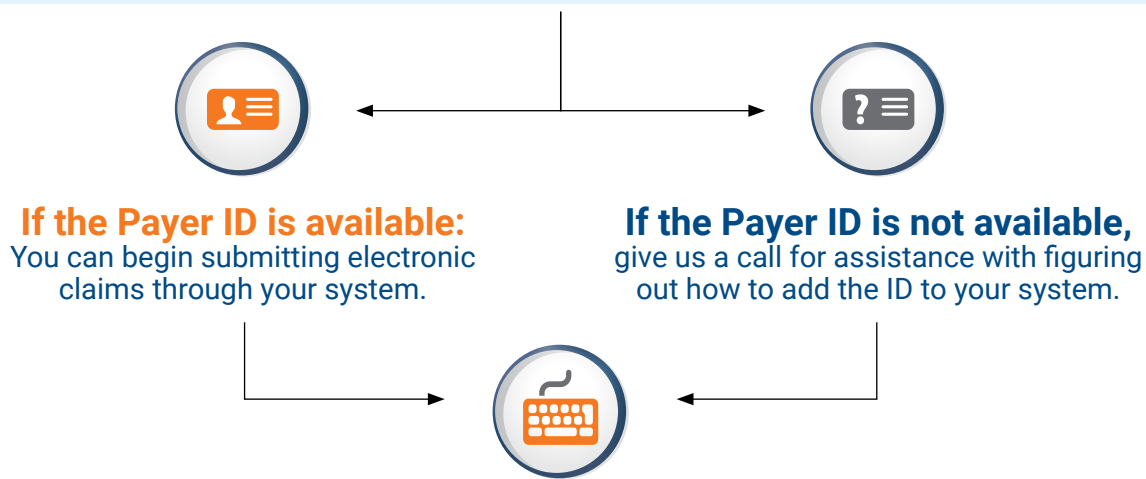 If the Payer ID is available:
You can begin submitting electronic
claims through your system.
If the Payer ID is not available,
give us a call for assistance with figuring
out how to add the ID to your system.